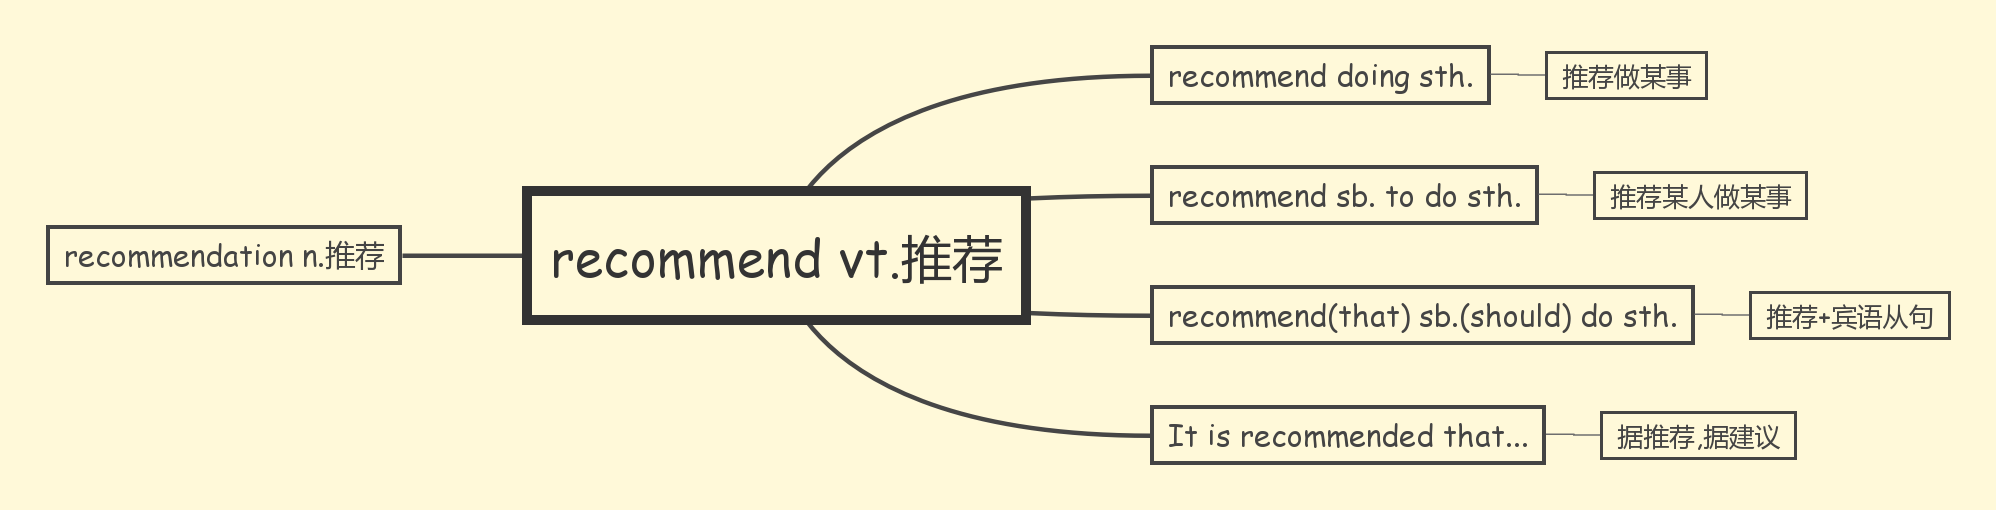 recommend doing sth.
推荐做某事
recommend sb. to do sth.
推荐某人做某事
recommendation n.推荐
recommend vt.推荐
recommend(that) sb.(should) do sth.
推荐+宾语从句
It is recommended that...
据推荐,据建议